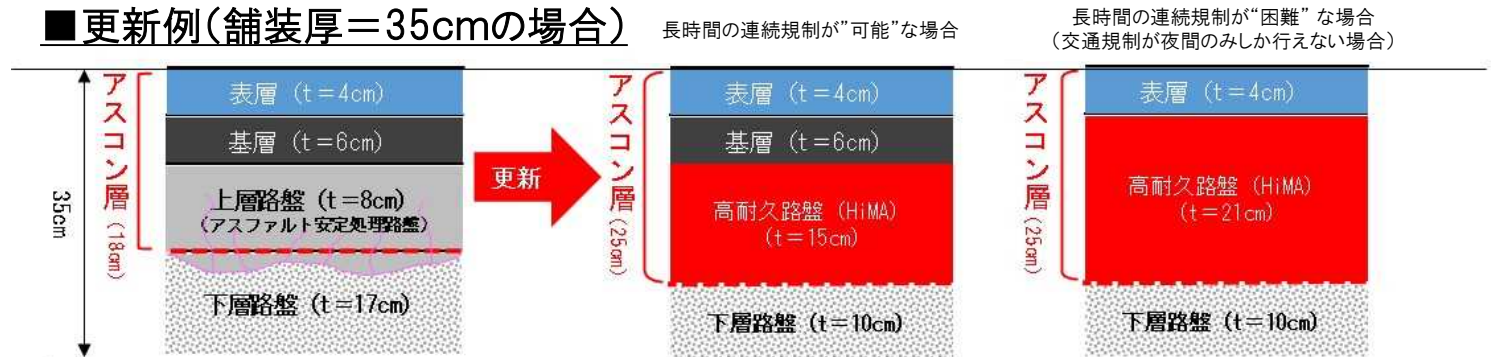 ■更新例(舗装厚＝35cmの場合)
長時間の連続規制が”可能”な場合
長時間の連続規制が“困難” な場合
（交通規制が夜間のみしか行えない場合）
35cm
アスコン層(18cm)
表層 (t＝4cm)
基層 (t＝6cm)
上層路盤 (t＝8cm)
(アスファルト安定処理路盤)
下層路盤 (t＝17cm)
更新
アスコン層(25cm)
表層 (t＝4cm)
基層 (t＝6cm)
高耐久路盤 (HiMA)
(t＝15cm)
下層路盤 (t＝10cm)
アスコン層(25cm)
表層 (t＝4cm)
高耐久路盤 (HiMA)
(t＝21cm)
下層路盤 (t＝10cm)